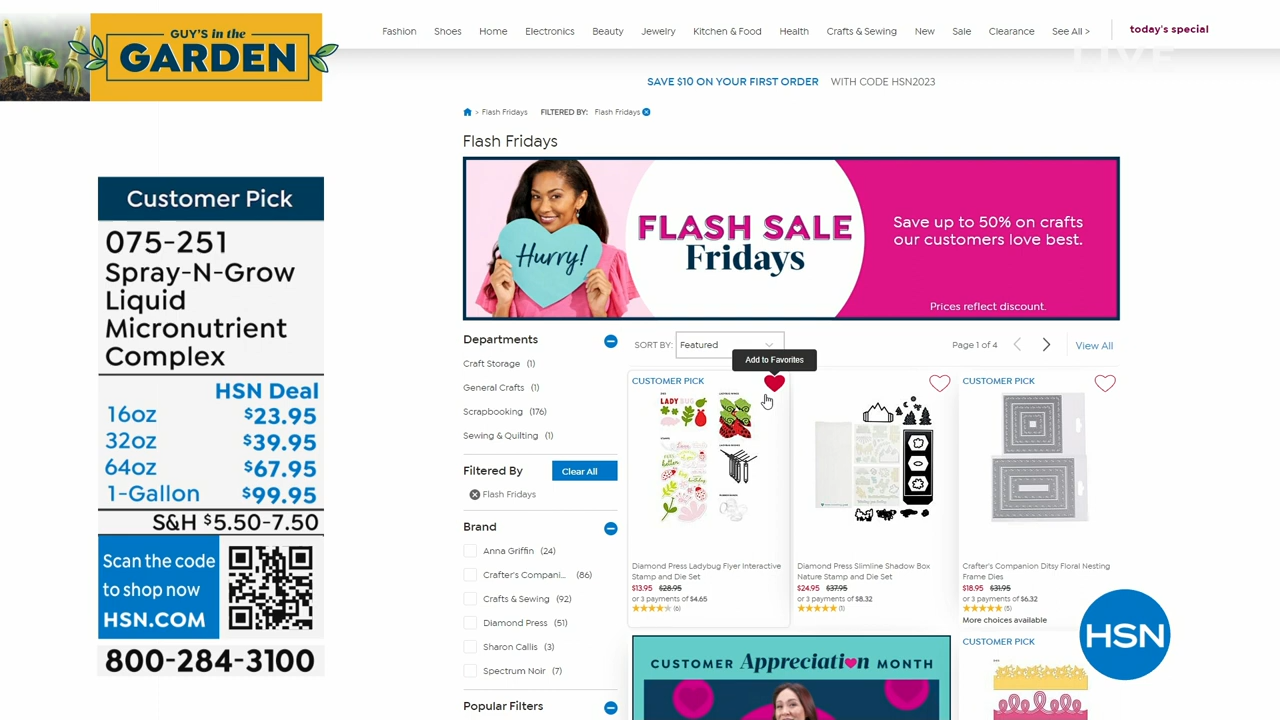 GUY'S in the
GARDEN
Fashion Shoes Home Electronics Beauty Jewelry Kitchen & Food Health Crafts & Sewing New Sale Clearance See All > today's special
LIVE
SAVE $10 ON YOUR FIRST ORDER WITH CODE HSN2023
> Flash Fridays FILTERED BY: Flash Fridays
Flash Fridays
Hurry!
FLASH SALE
Fridays
Save up to 50% on crafts
our customers love best.
Prices reflect discount.
Customer Pick
075-251
Spray-N-Grow
Liquid
Micronutrient
Complex
HSN Deal
16oz $23.95
32oz $39.95
64oz $67.95
1-Gallon $99.95
S&H $5.50-7.50
Scan the code
to shop now
HSN.COM
800-284-3100
Departments
Craft Storage (1)
General Crafts (1)
Scrapbooking (176)
Sewing & Quilting (1)
Filtered By Clear All
Flash Fridays
Brand
Anna Griffin (24)
Crafter's Compani... (86)
Crafts & Sewing (92)
Diamond Press (51)
Sharon Callis (3)
Spectrum Noir (7)
Popular Filters
SORT BY: Featured
Page 1 of 4 View All
Add to Favorites
CUSTOMER PICK
LADY BUG
Diamond Press Ladybug Flyer Interactive
Stamp and Die Set
$13.95 $28.95
or 3 payments of $4.65
(6)
Diamond Press Slimline Shadow Box
Nature Stamp and Die Set
$24.95 $37.95
or 3 payments of $8.32
(1)
CUSTOMER PICK
Crafter's Companion Ditsy Floral Nesting
Frame Dies
$18.95 $31.95
or 3 payments of $6.32
(5)
More choices available
CUSTOMER Appreciation MONTH
CUSTOMER PICK
HSN